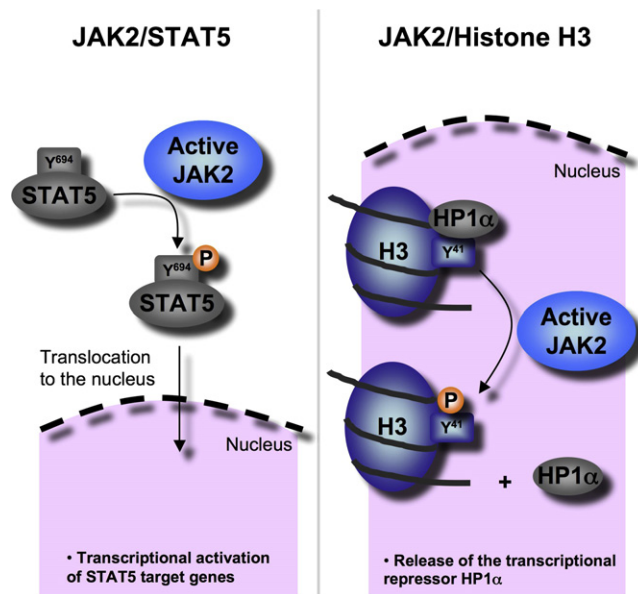 JAK2/STAT5
Y694
STAT5
Active
JAK2
Y694
P
STAT5
Translocation
to the nucleus
Nucleus
• Transcriptional activation
of STAT5 target genes
JAK2/Histone H3
Nucleus
HP1α
H3
Y41
Active
JAK2
P
H3
Y41
+
HP1α
• Release of the transcriptional
repressor HP1α